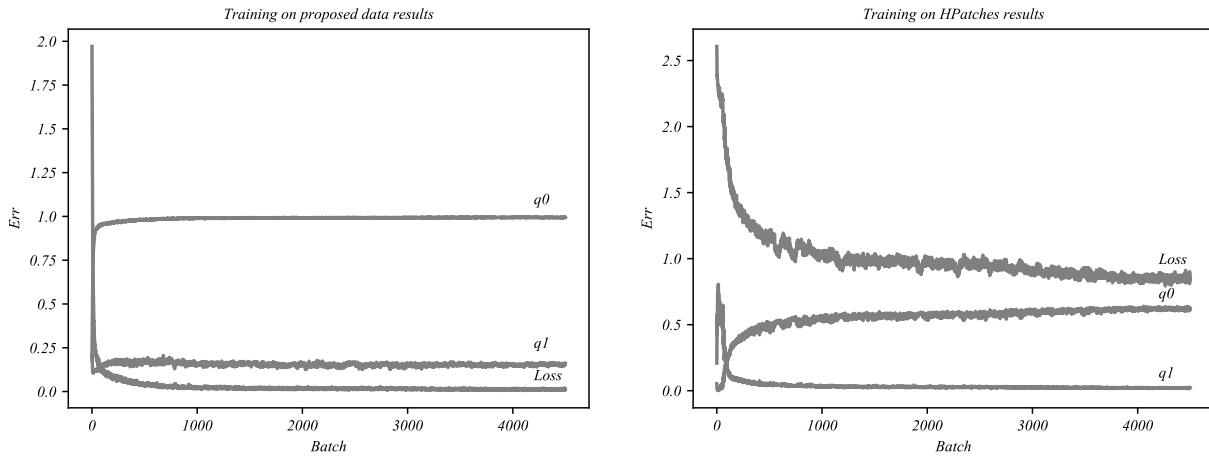 Training on proposed data results
2.0
1.75
1.5
1.25
1.0
0.75
0.5
0.25
0.0
Err
q0
q1
Loss
0 1000 2000 3000 4000
Batch
Training on HPatches results
2.5
2.0
1.5
1.0
0.5
0.0
Err
Loss
q0
q1
0 1000 2000 3000 4000
Batch